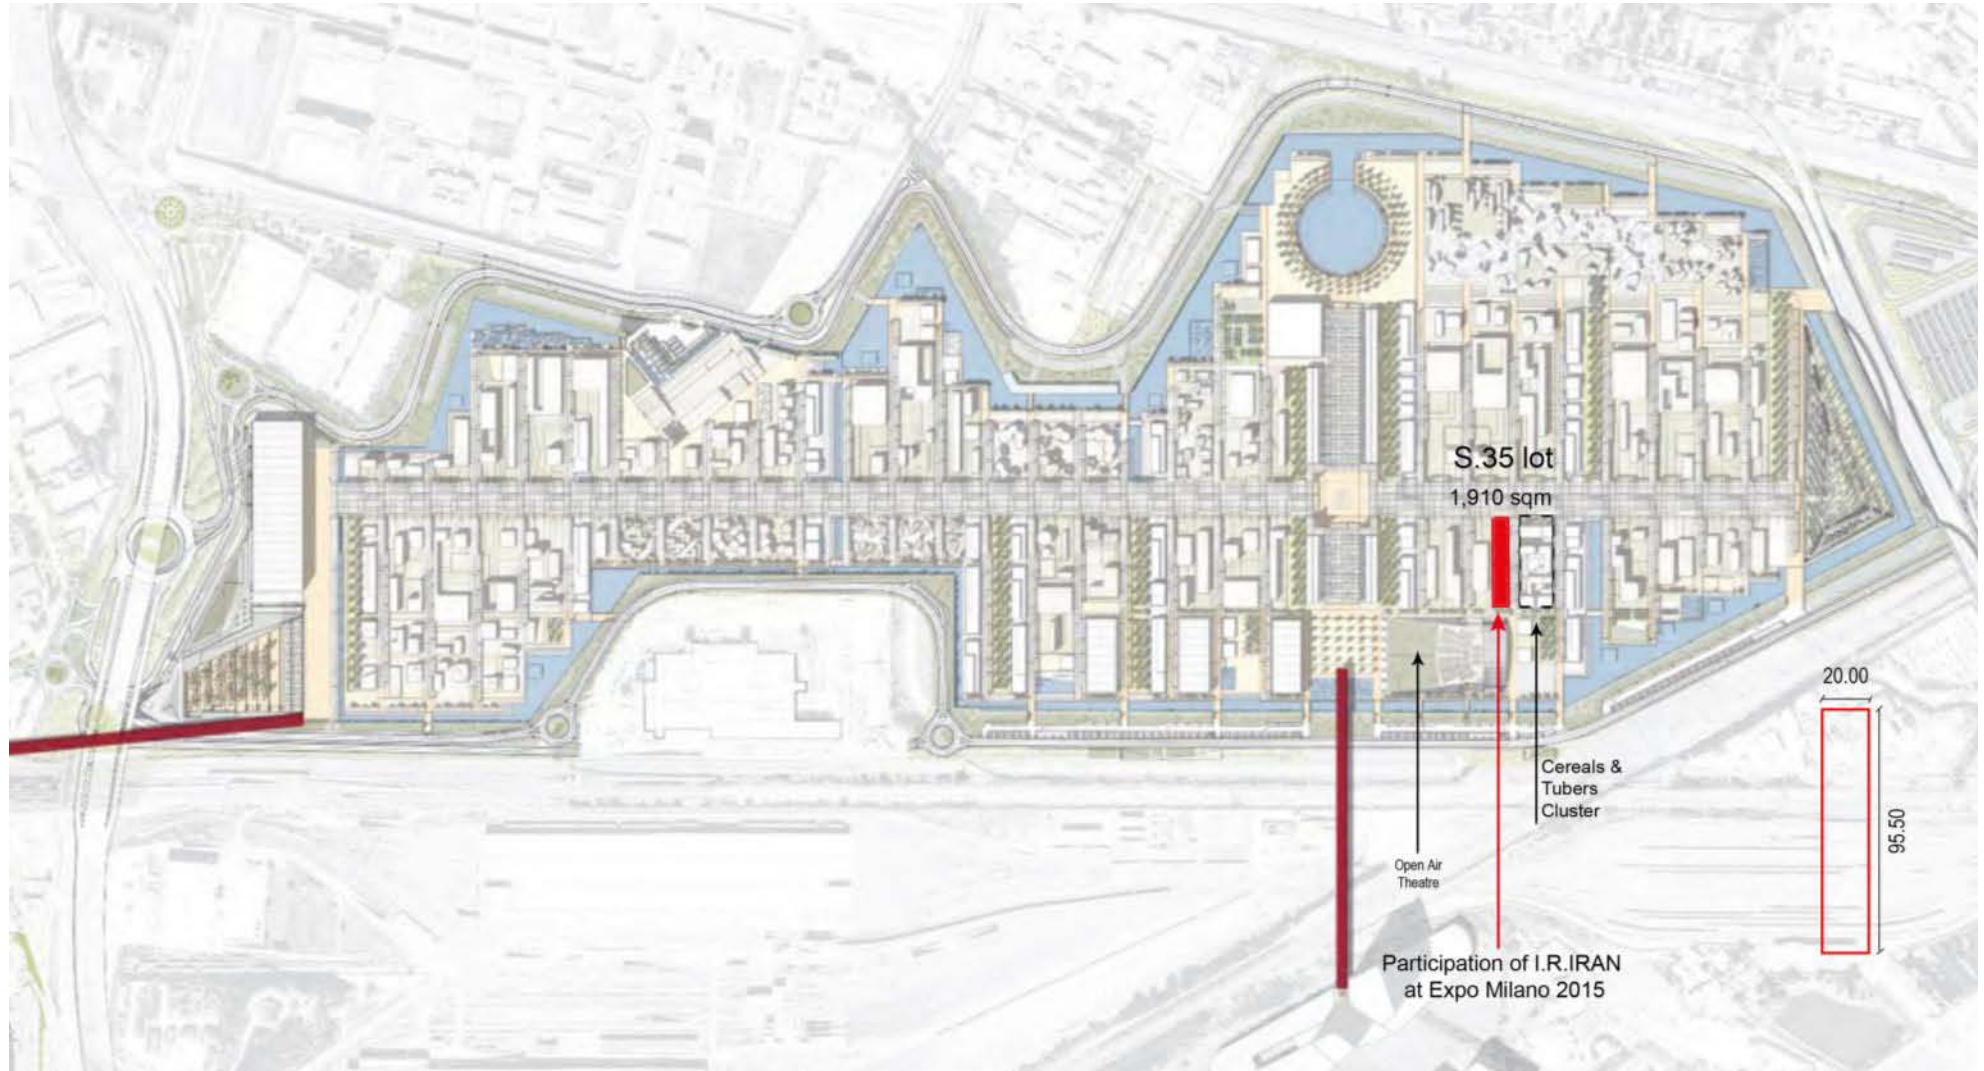 S.35 lot
1,910 sqm
20.00
95.50
Cereals &
Tubers
Cluster
Open Air
Theatre
Participation of I.R.IRAN
at Expo Milano 2015